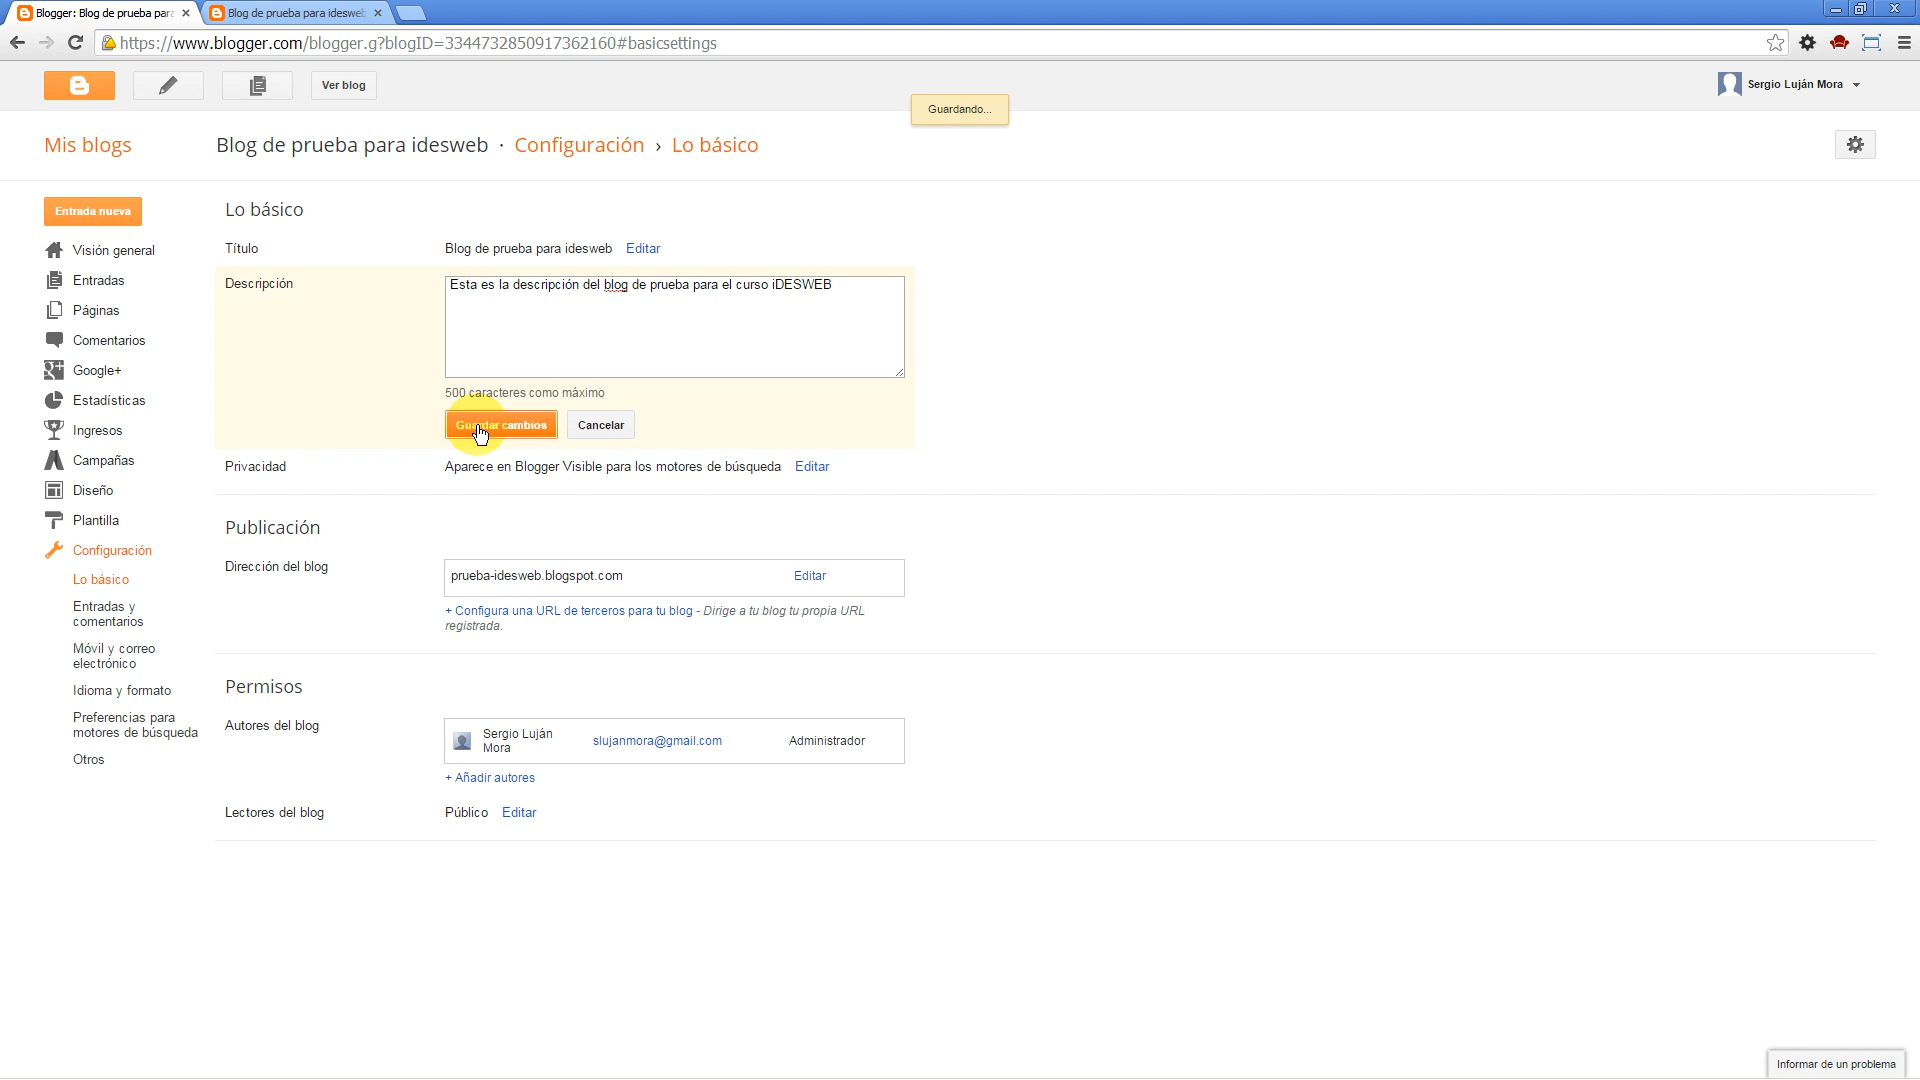 Blogger: Blog de prueba para
Blog de prueba para idesweb
https://www.blogger.com/blogger.g?blogID=3344732850917362160#basicsettings
Ver blog
Sergio Luján Mora
Guardando...
Mis blogs
Blog de prueba para idesweb · Configuración › Lo básico
Entrada nueva
Visión general
Entradas
Páginas
Comentarios
Google+
Estadísticas
Ingresos
Campañas
Diseño
Plantilla
Configuración
Lo básico
Entradas y
comentarios
Móvil y correo
electrónico
Idioma y formato
Preferencias para
motores de búsqueda
Otros
Lo básico
Título Blog de prueba para idesweb Editar
Descripción Esta es la descripción del blog de prueba para el curso iDESWEB
500 caracteres como máximo
Guardar cambios Cancelar
Privacidad Aparece en Blogger Visible para los motores de búsqueda Editar
Publicación
Dirección del blog prueba-idesweb.blogspot.com Editar
+ Configura una URL de terceros para tu blog - Dirige a tu blog tu propia URL
registrada.
Permisos
Autores del blog
Sergio Luján
Mora
slujanmora@gmail.com Administrador
+ Añadir autores
Lectores del blog Público Editar
Informar de un problema